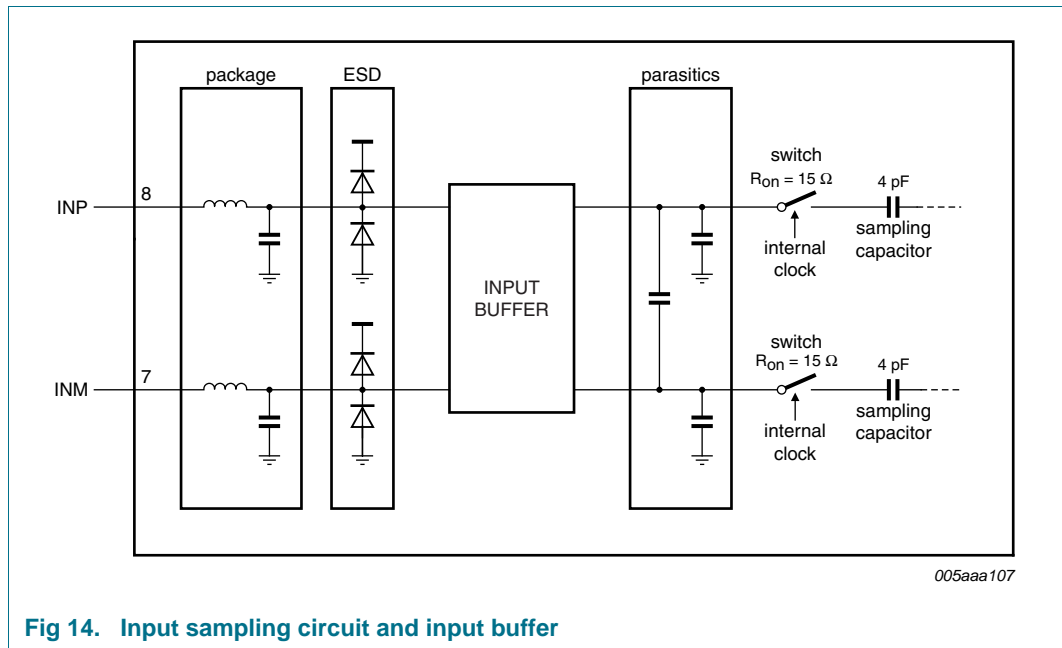 package
ESD
parasitics
switch
Ron = 15 Ω
4 pF
INP
8
internal
clock
sampling
capacitor
INPUT
BUFFER
switch
Ron = 15 Ω
4 pF
INM
7
internal
clock
sampling
capacitor
005aaa107
Fig 14. Input sampling circuit and input buffer